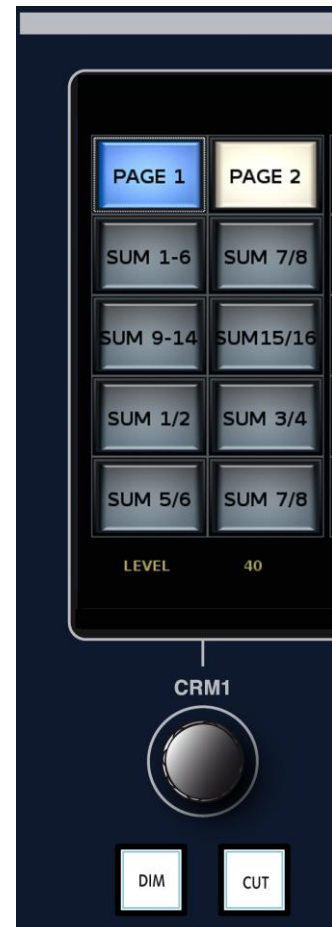 PAGE 1 PAGE 2
SUM 1-6 SUM 7/8
SUM 9-14 SUM15/16
SUM 1/2 SUM 3/4
SUM 5/6 SUM 7/8
LEVEL 40
CRM1
DIM CUT